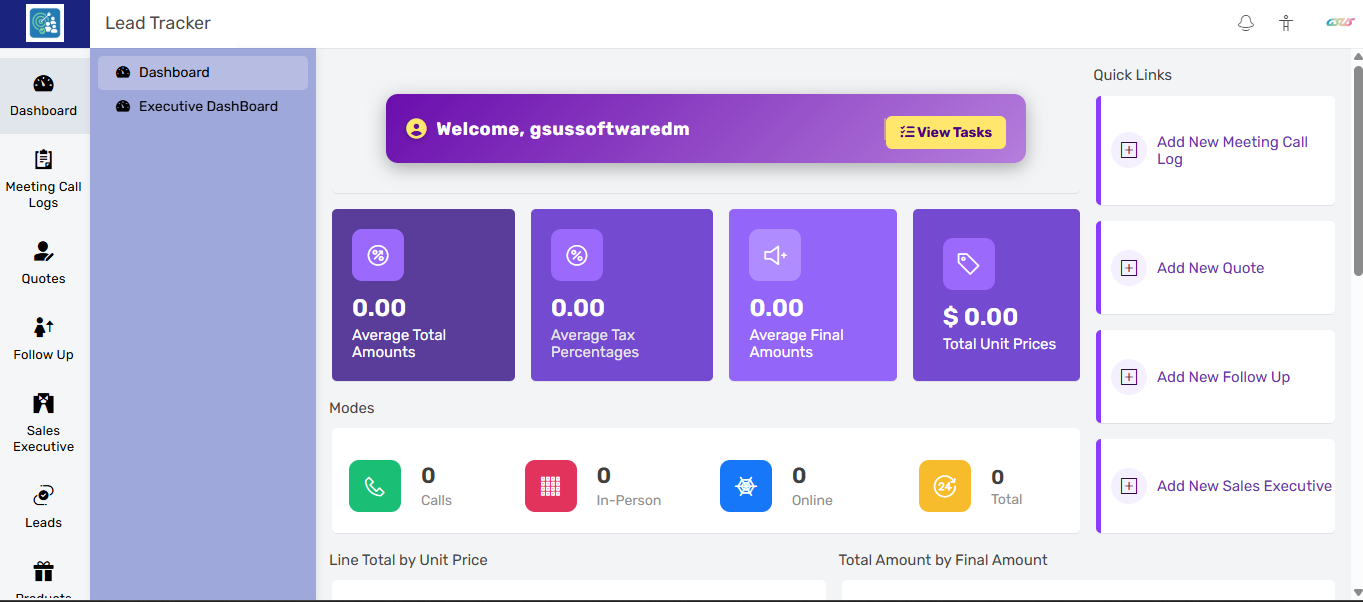 Lead Tracker
GSUS
Dashboard
Meeting Call
Logs
Quotes
Follow Up
Sales
Executive
Leads
Products
Dashboard
Executive DashBoard
Welcome, gsussoftwaredm
View Tasks
0.00
Average Total
Amounts
0.00
Average Tax
Percentages
0.00
Average Final
Amounts
$ 0.00
Total Unit Prices
Modes
0
Calls
0
In-Person
0
Online
24
0
Total
Line Total by Unit Price
Total Amount by Final Amount
Quick Links
Add New Meeting Call
Log
Add New Quote
Add New Follow Up
Add New Sales Executive